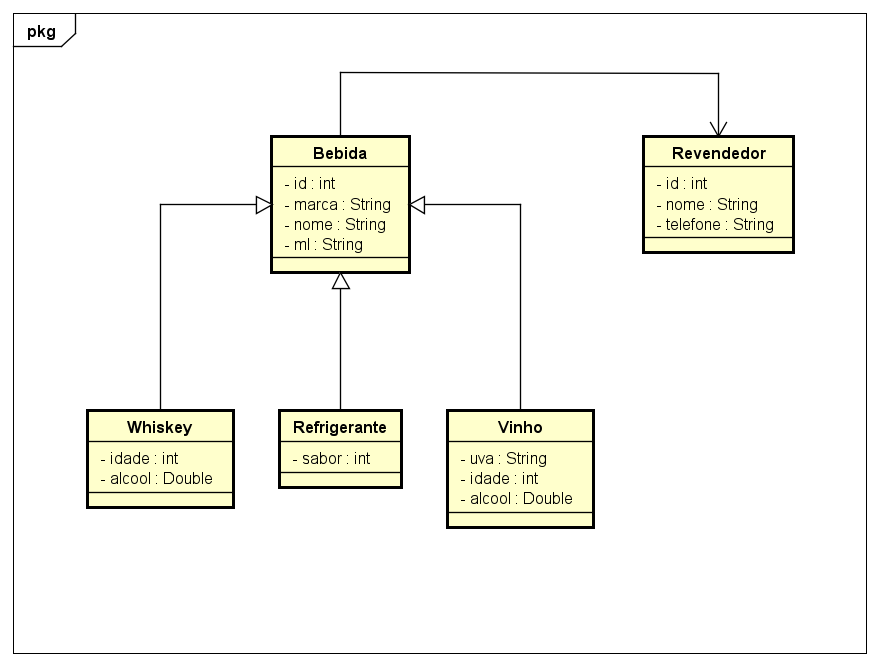 pkg
Bebida
- id : int
- marca : String
- nome : String
- ml : String
Revendedor
- id : int
- nome : String
- telefone : String
Whiskey
- idade : int
- alcool : Double
Refrigerante
- sabor : int
Vinho
- uva : String
- idade : int
- alcool : Double